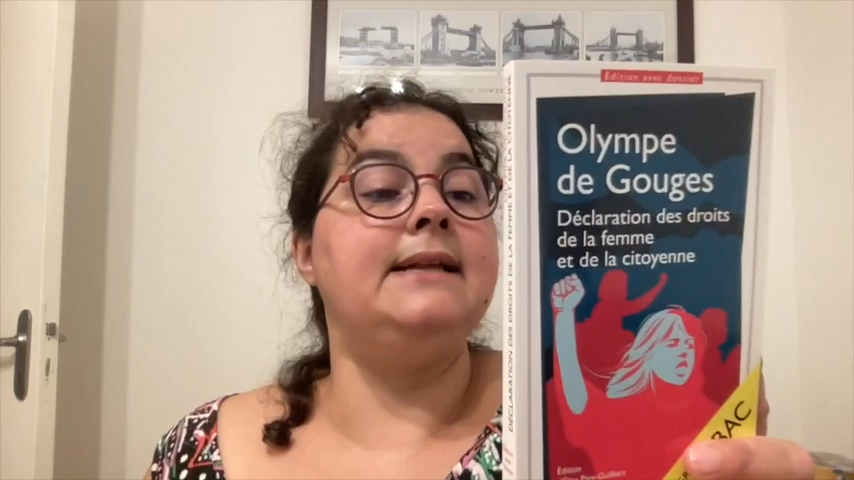 Édition avec dossier
Olympe
de Gouges
Déclaration des droits
de la femme
et de la citoyenne
BAC
Édition
DÉCLARATION DES DROITS DE LA FEMME ET DE LA CITOYENNE